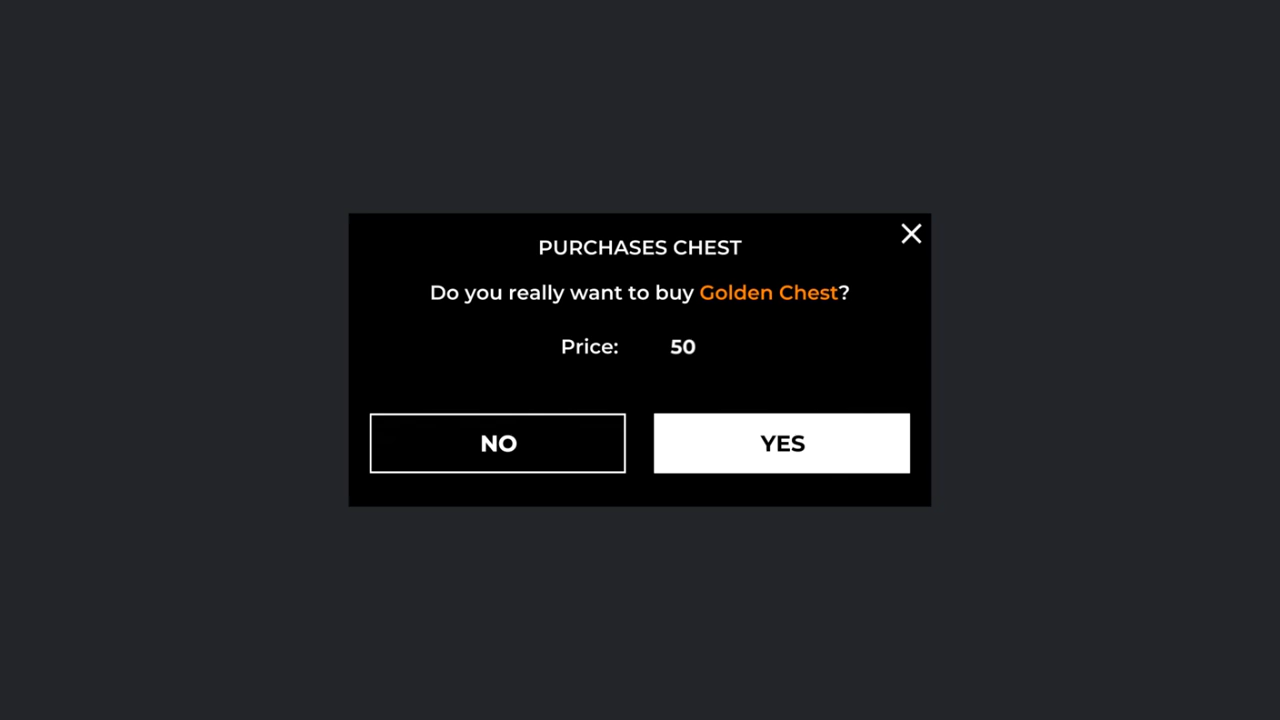 PURCHASES CHEST
Do you really want to buy Golden Chest?
Price: 50
NO YES